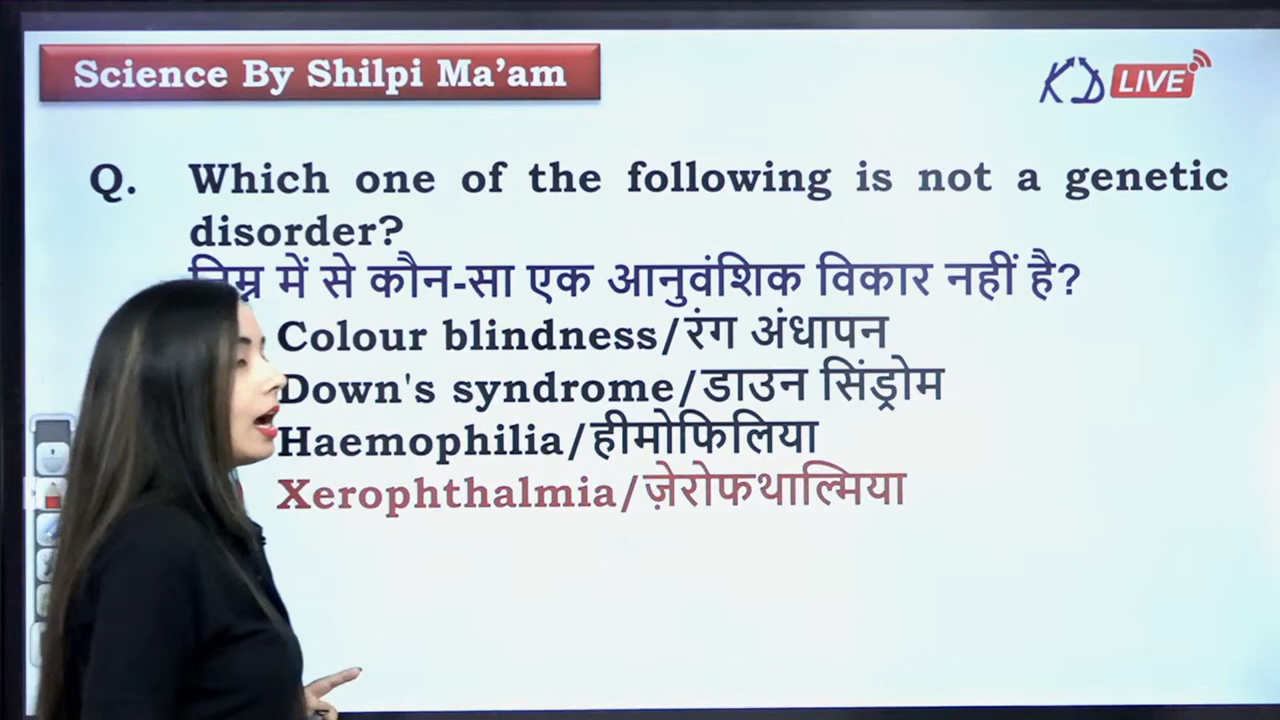 Science By Shilpi Ma’am
KD LIVE
Q. Which one of the following is not a genetic
disorder?
निम्न में से कौन-सा एक आनुवंशिक विकार नहीं है?
Colour blindness/रंग अंधापन
Down's syndrome/डाउन सिंड्रोम
Haemophilia/हीमोफिलिया
Xerophthalmia/ज़ेरोफथाल्मिया